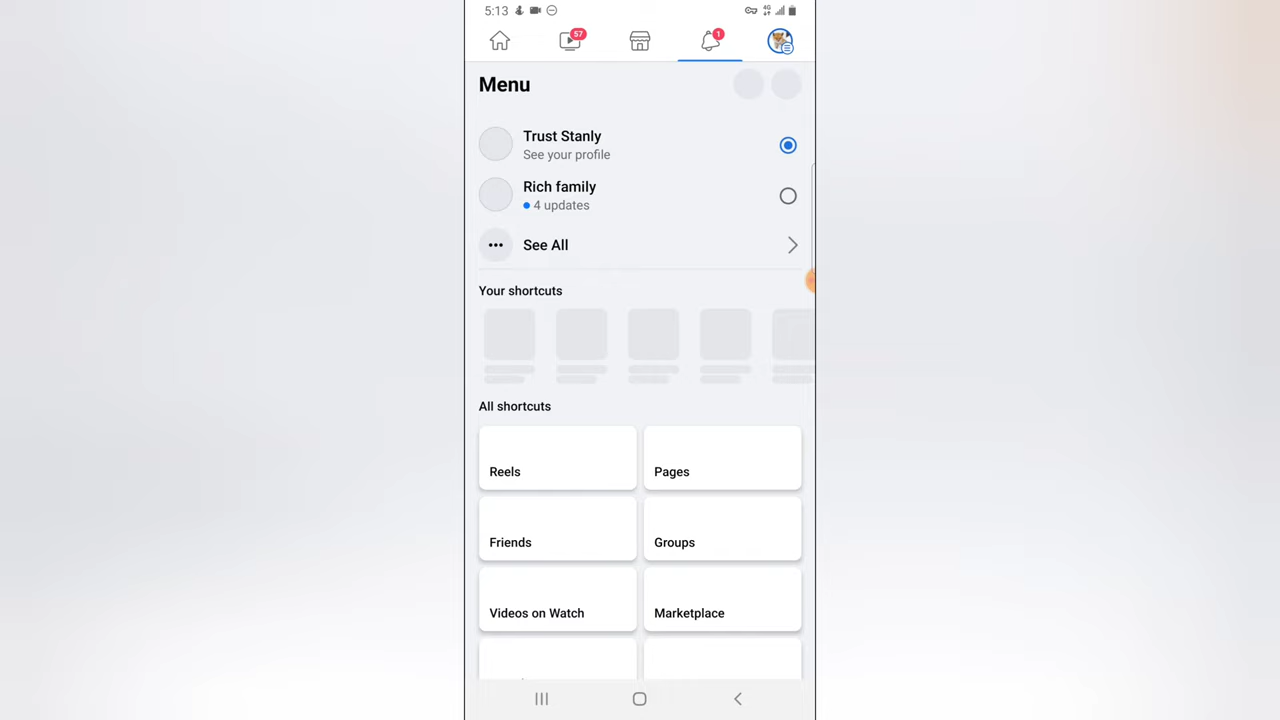 5:13
4G
57
1
Menu
Trust Stanly
See your profile
Rich family
4 updates
See All
Your shortcuts
All shortcuts
Reels
Pages
Friends
Groups
Videos on Watch
Marketplace